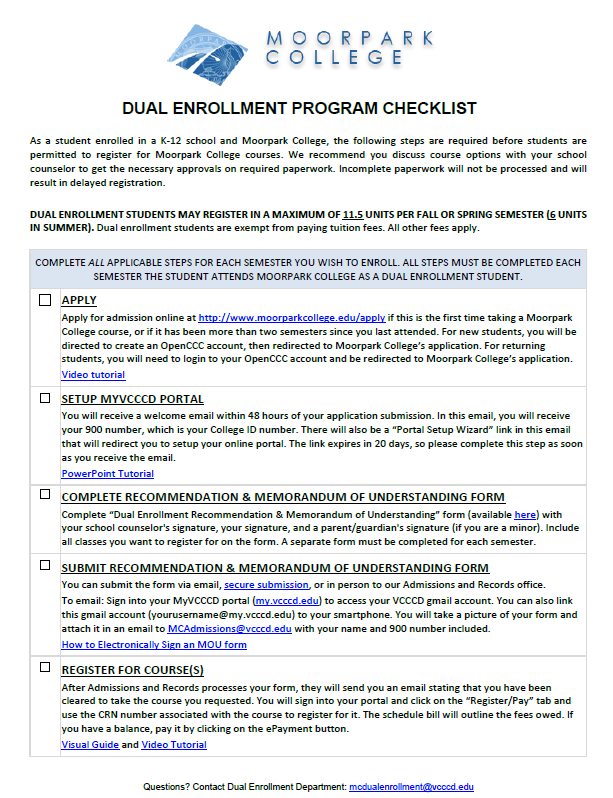 MOORPARK
COLLEGE
DUAL ENROLLMENT PROGRAM CHECKLIST
As a student enrolled in a K-12 school and Moorpark College, the following steps are required before students are
permitted to register for Moorpark College courses. We recommend you discuss course options with your school
counselor to get the necessary approvals on required paperwork. Incomplete paperwork will not be processed and will
result in delayed registration.
DUAL ENROLLMENT STUDENTS MAY REGISTER IN A MAXIMUM OF 11.5 UNITS PER FALL OR SPRING SEMESTER (6 UNITS
IN SUMMER). Dual enrollment students are exempt from paying tuition fees. All other fees apply.
COMPLETE ALL APPLICABLE STEPS FOR EACH SEMESTER YOU WISH TO ENROLL. ALL STEPS MUST BE COMPLETED EACH
SEMESTER THE STUDENT ATTENDS MOORPARK COLLEGE AS A DUAL ENROLLMENT STUDENT.
APPLY
Apply for admission online at http://www.moorparkcollege.edu/apply if this is the first time taking a Moorpark
College course, or if it has been more than two semesters since you last attended. For new students, you will be
directed to create an OpenCCC account, then redirected to Moorpark College's application. For returning
students, you will need to login to your OpenCCC account and be redirected to Moorpark College's application.
Video tutorial
SETUP MYVCCCD PORTAL
You will receive a welcome email within 48 hours of your application submission. In this email, you will receive
your 900 number, which is your College ID number. There will also be a "Portal Setup Wizard" link in this email
that will redirect you to setup your online portal. The link expires in 20 days, so please complete this step as soon
as you receive the email.
PowerPoint Tutorial
COMPLETE RECOMMENDATION & MEMORANDUM OF UNDERSTANDING FORM
Complete "Dual Enrollment Recommendation & Memorandum of Understanding" form (available here) with
your school counselor's signature, your signature, and a parent/guardian's signature (if you are a minor). Include
all classes you want to register for on the form. A separate form must be completed for each semester.
SUBMIT RECOMMENDATION & MEMORANDUM OF UNDERSTANDING FORM
You can submit the form via email, secure submission, or in person to our Admissions and Records office.
To email: Sign into your MyVCCCD portal (my.vcccd.edu) to access your VCCCD gmail account. You can also link
this gmail account (yourusername@my.vcccd.edu) to your smartphone. You will take a picture of your form and
attach it in an email to MCAdmissions@vcccd.edu with your name and 900 number included.
How to Electronically Sign an MOU form
REGISTER FOR COURSE(S)
After Admissions and Records processes your form, they will send you an email stating that you have been
cleared to take the course you requested. You will sign into your portal and click on the "Register/Pay" tab and
use the CRN number associated with the course to register for it. The schedule bill will outline the fees owed. If
you have a balance, pay it by clicking on the ePayment button.
Visual Guide and Video Tutorial
Questions? Contact Dual Enrollment Department: mcdualenrollment@vcccd.edu